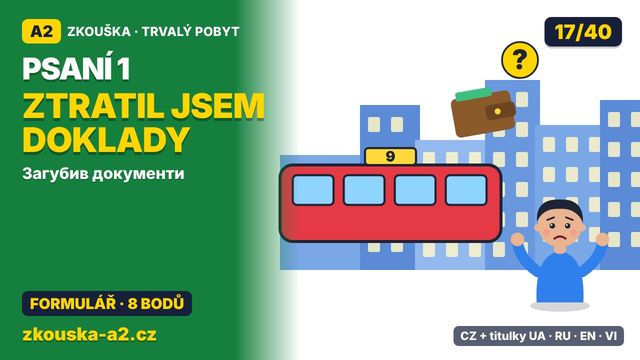 A2 ZKOUŠKA · TRVALÝ POBYT
17/40
PSANÍ 1
ZTRATIL JSEM
DOKLADY
Загубив документи
?
9
FORMULÁŘ · 8 BODŮ
zkouska-a2.cz
CZ + titulky UA · RU · EN · VI